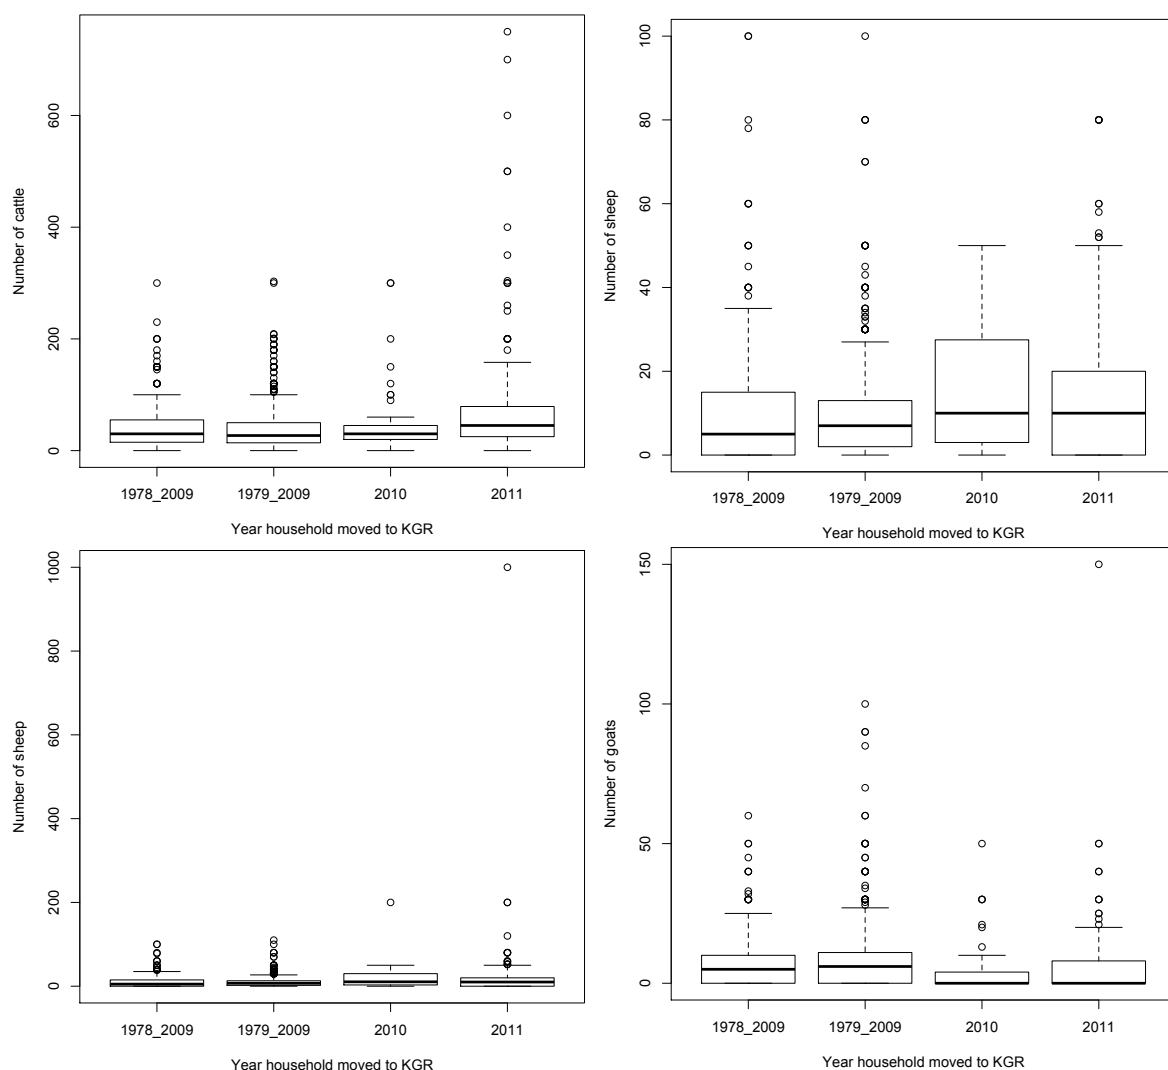 Number of cattle
600
400
200
0
1978_2009 1979_2009 2010 2011
Year household moved to KGR
Number of sheep
100
80
60
40
20
0
1978_2009 1979_2009 2010 2011
Year household moved to KGR
Number of sheep
1000
800
600
400
200
0
1978_2009 1979_2009 2010 2011
Year household moved to KGR
Number of goats
150
100
50
0
1978_2009 1979_2009 2010 2011
Year household moved to KGR